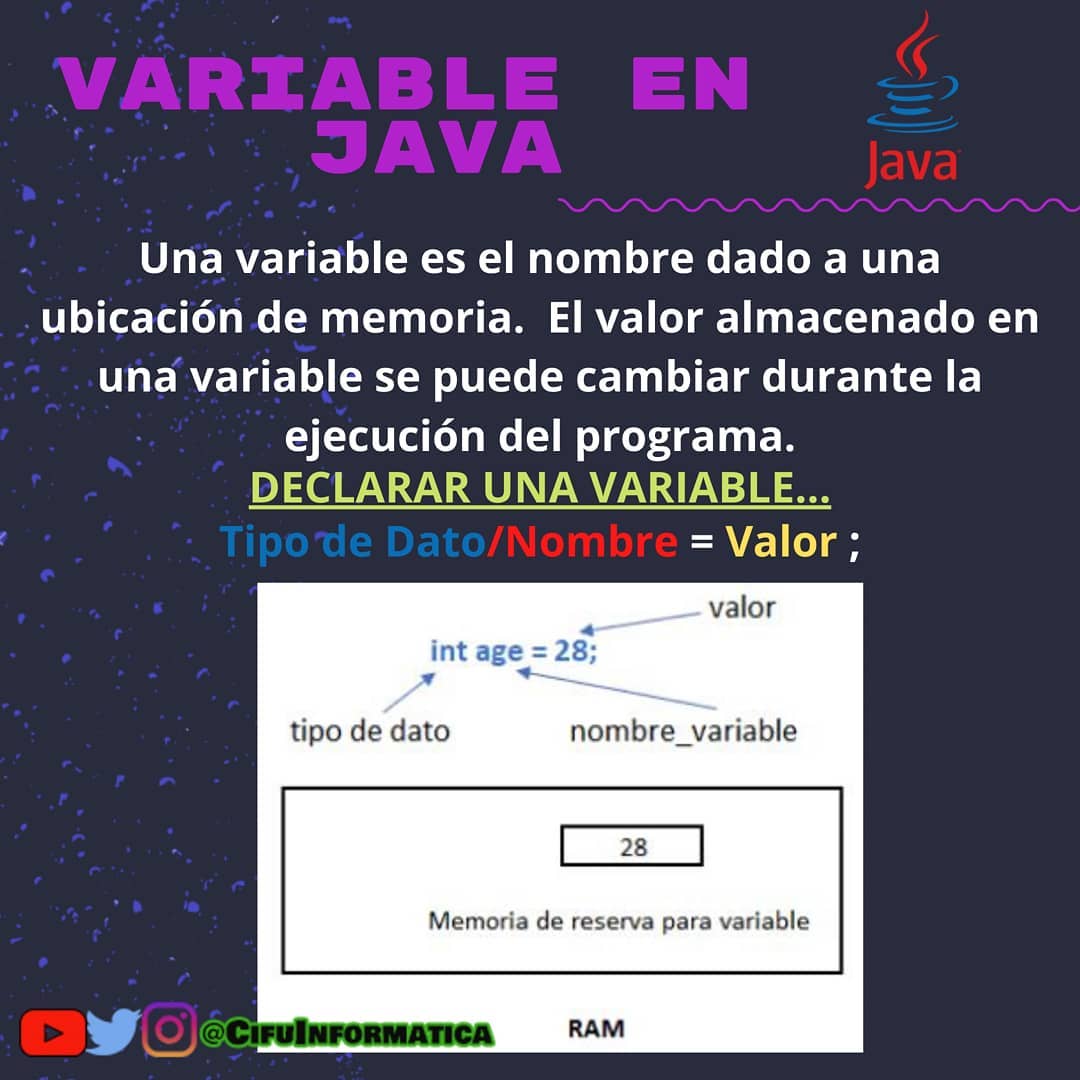 VARIABLE EN
JAVA
Java
Una variable es el nombre dado a una
ubicación de memoria. El valor almacenado en
una variable se puede cambiar durante la
ejecución del programa.
DECLARAR UNA VARIABLE...
Tipo de Dato/Nombre = Valor ;
valor
int age = 28;
tipo de dato
nombre_variable
28
Memoria de reserva para variable
RAM
@CifuInformatica